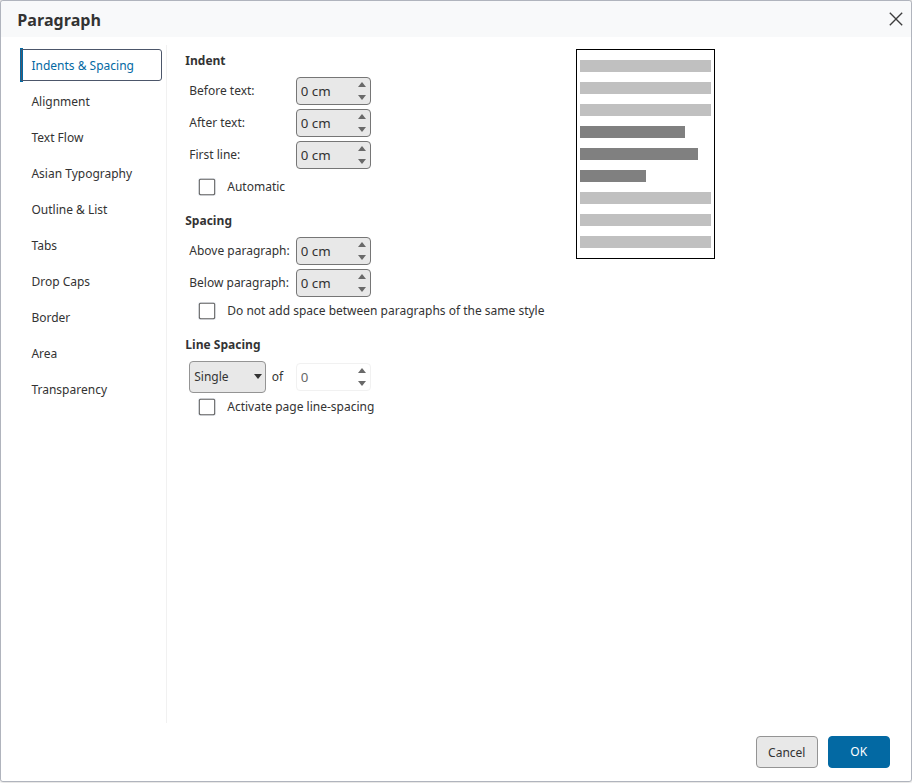 Paragraph
Indents & Spacing
Alignment
Text Flow
Asian Typography
Outline & List
Tabs
Drop Caps
Border
Area
Transparency
Indent
Before text: 0 cm
After text: 0 cm
First line: 0 cm
Automatic
Spacing
Above paragraph: 0 cm
Below paragraph: 0 cm
Do not add space between paragraphs of the same style
Line Spacing
Single of 0
Activate page line-spacing
Cancel OK